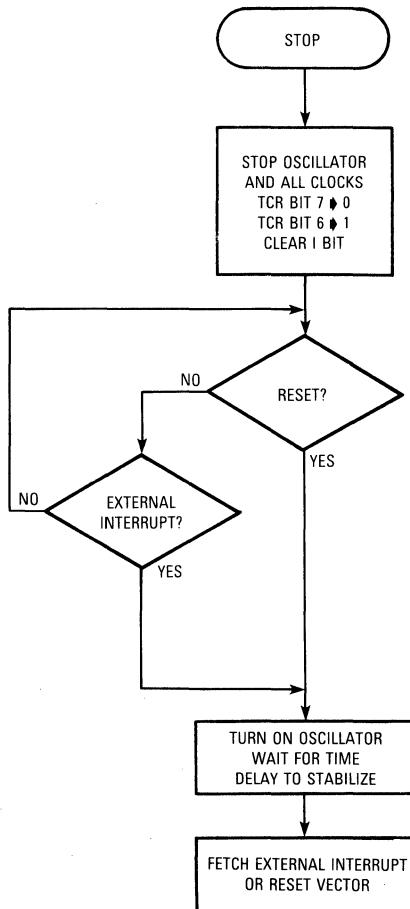 STOP
STOP OSCILLATOR
AND ALL CLOCKS
TCR BIT 7 ➧ 0
TCR BIT 6 ➧ 1
CLEAR I BIT
NO
RESET?
YES
NO
EXTERNAL
INTERRUPT?
YES
TURN ON OSCILLATOR
WAIT FOR TIME
DELAY TO STABILIZE
FETCH EXTERNAL INTERRUPT
OR RESET VECTOR